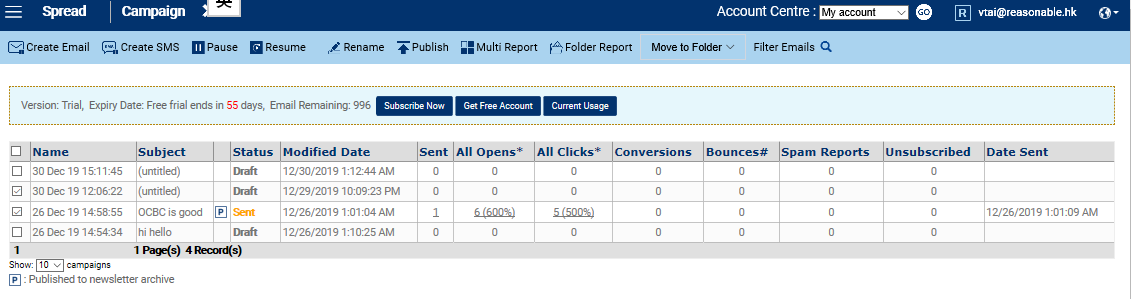 Spread Campaign 英 Account Centre : My account GO R vtai@reasonable.hk
Create Email Create SMS Pause Resume Rename Publish Multi Report Folder Report Move to Folder Filter Emails
Version: Trial, Expiry Date: Free frial ends in 55 days, Email Remaining: 996 Subscribe Now Get Free Account Current Usage
Name Subject Status Modified Date Sent All Opens* All Clicks* Conversions Bounces# Spam Reports Unsubscribed Date Sent
30 Dec 19 15:11:45 (untitled) Draft 12/30/2019 1:12:44 AM 0 0 0 0 0 0 0
30 Dec 19 12:06:22 (untitled) Draft 12/29/2019 10:09:23 PM 0 0 0 0 0 0 0
26 Dec 19 14:58:55 OCBC is good P Sent 12/26/2019 1:01:04 AM 1 6 (600%) 5 (500%) 0 0 0 0 12/26/2019 1:01:09 AM
26 Dec 19 14:54:34 hi hello Draft 12/26/2019 1:10:25 AM 0 0 0 0 0 0 0
1 1 Page(s) 4 Record(s)
Show: 10 campaigns
P : Published to newsletter archive